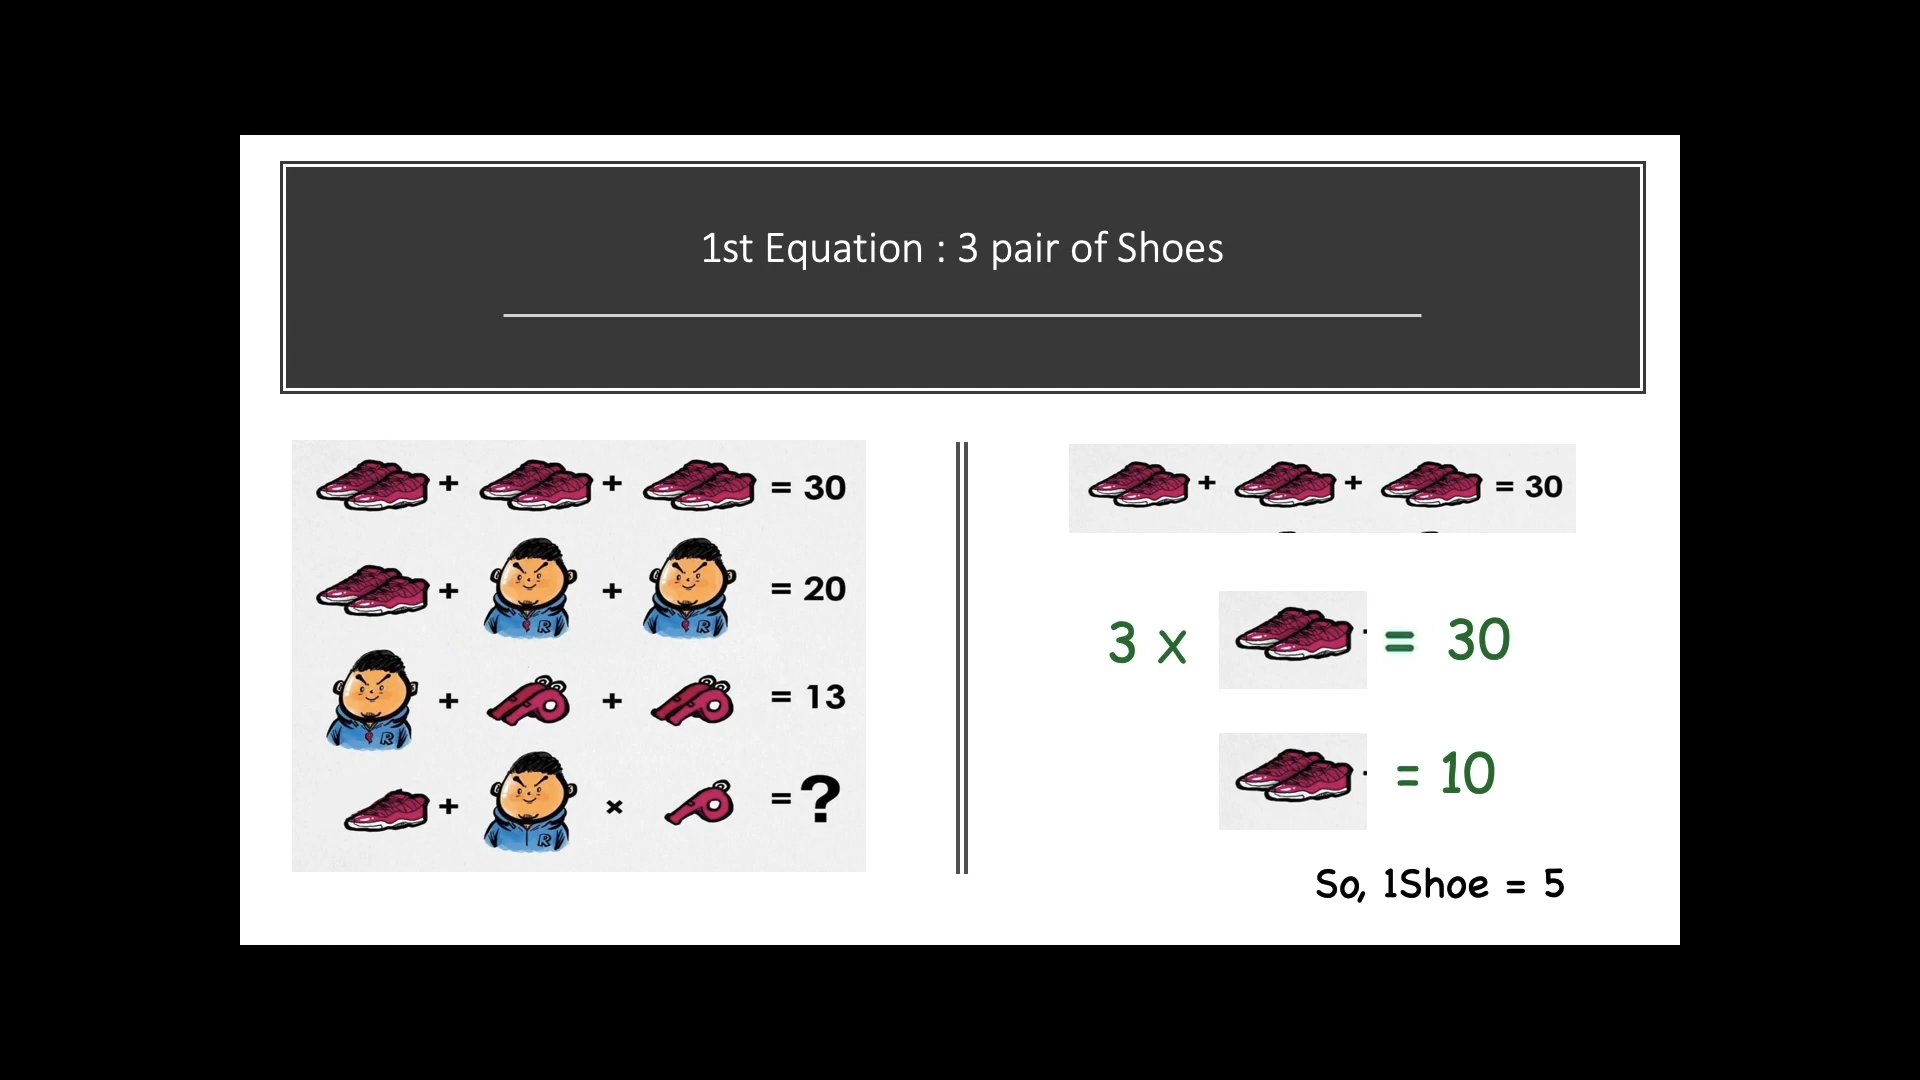 1st Equation : 3 pair of Shoes
+ + = 30
+ + = 20
R R
+ + = 13
R
+ × = ?
R
+ + = 30
3 x = 30
= 10
So, 1Shoe = 5